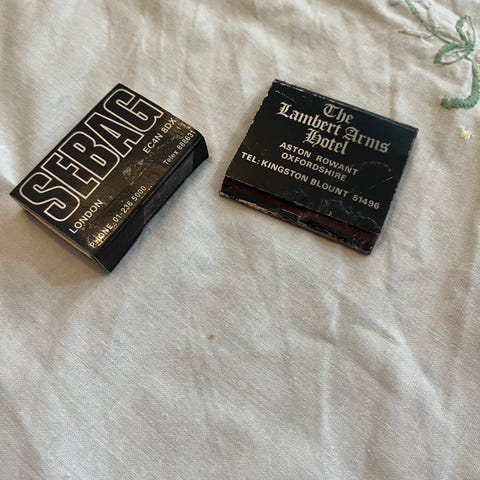 SEBAG
LONDON EC4N 8DX
PHONE 01-236 5000 Telex 886631
The
Lambert Arms
Hotel
ASTON ROWANT
OXFORDSHIRE
TEL: KINGSTON BLOUNT 51496